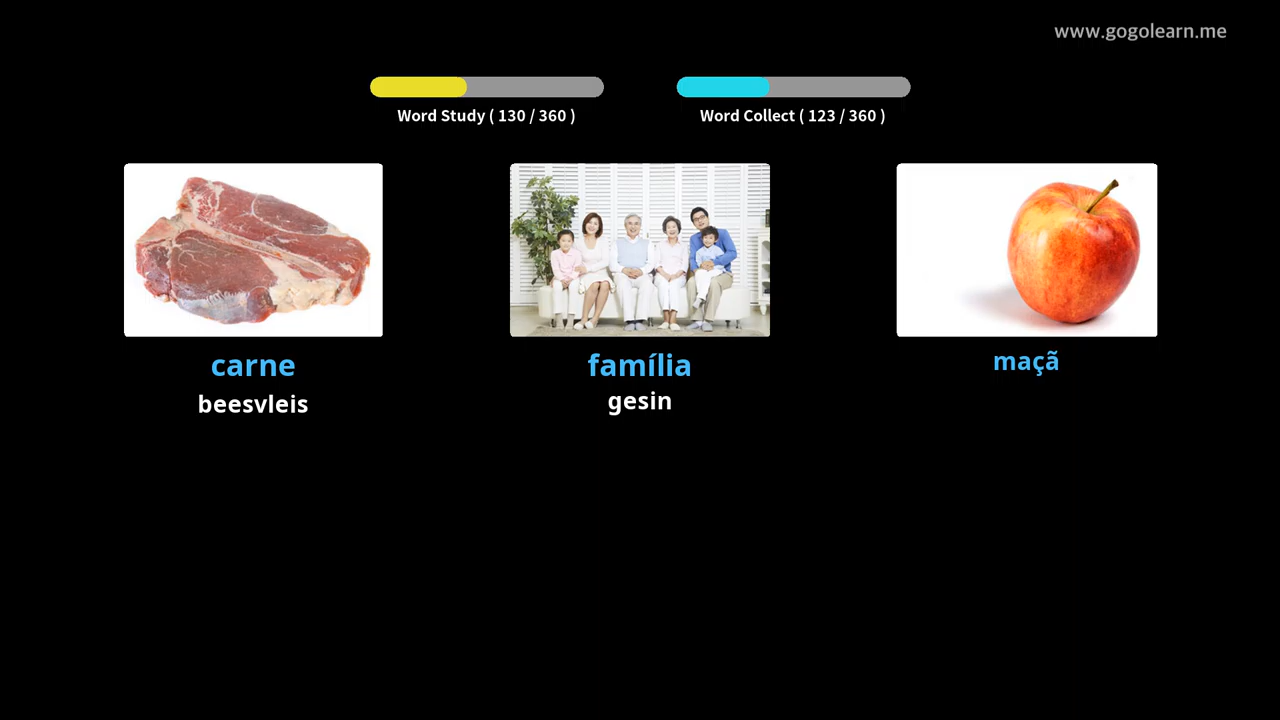 www.gogolearn.me
Word Study ( 130 / 360 )
Word Collect ( 123 / 360 )
carne
beesvleis
família
gesin
maçã